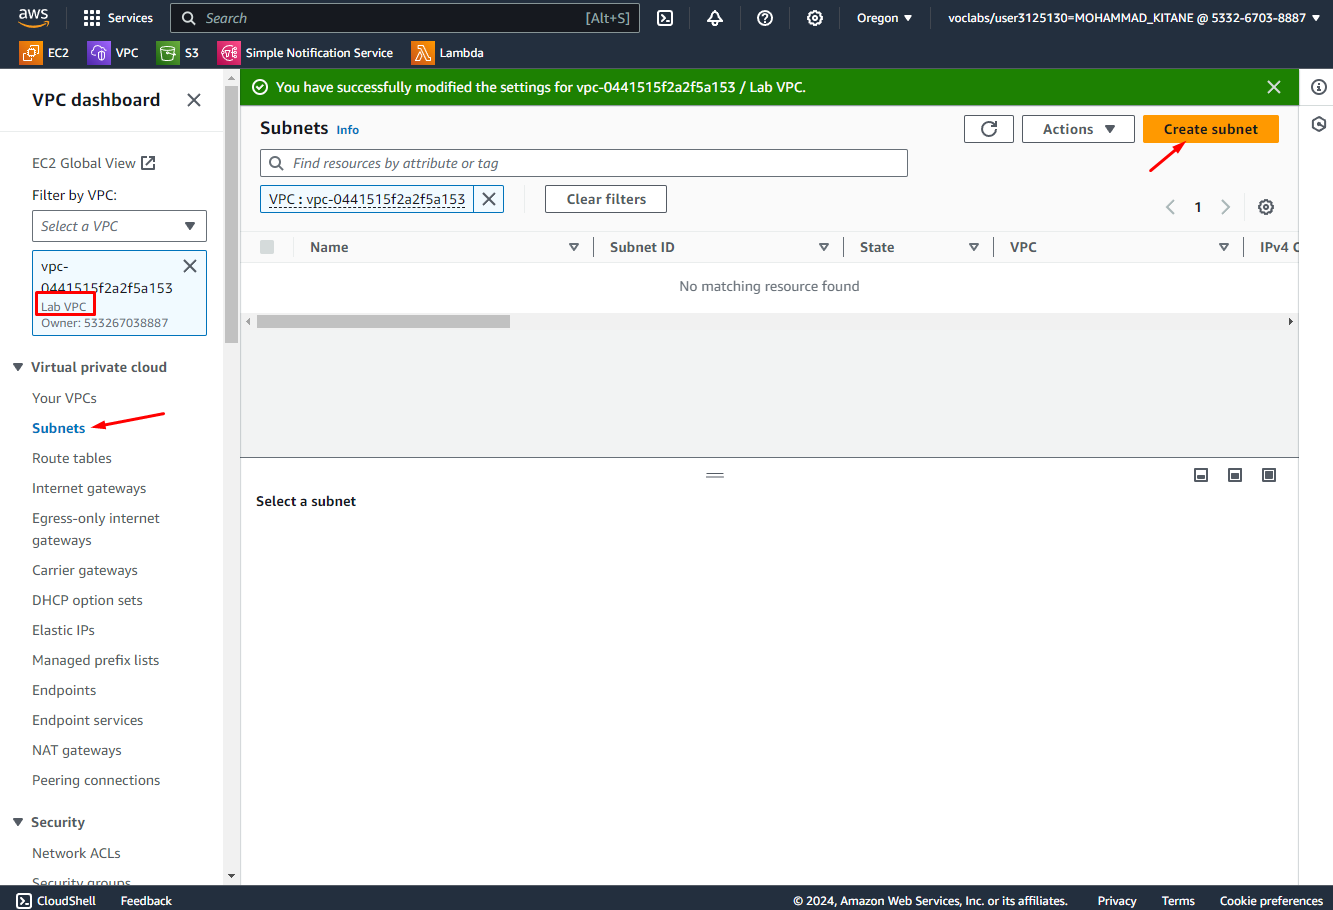 aws
Services
Search [Alt+S]
Oregon
voclabs/user3125130=MOHAMMAD_KITANE @ 5332-6703-8887
EC2
VPC
S3
Simple Notification Service
Lambda
VPC dashboard
EC2 Global View
Filter by VPC:
Select a VPC
vpc-
0441515f2a2f5a153
Lab VPC
Owner: 533267038887
Virtual private cloud
Your VPCs
Subnets
Route tables
Internet gateways
Egress-only internet
gateways
Carrier gateways
DHCP option sets
Elastic IPs
Managed prefix lists
Endpoints
Endpoint services
NAT gateways
Peering connections
Security
Network ACLs
Security groups
You have successfully modified the settings for vpc-0441515f2a2f5a153 / Lab VPC.
Subnets Info
Actions
Create subnet
Find resources by attribute or tag
VPC : vpc-0441515f2a2f5a153
Clear filters
1
Name
Subnet ID
State
VPC
IPv4 C
No matching resource found
Select a subnet
CloudShell
Feedback
© 2024, Amazon Web Services, Inc. or its affiliates.
Privacy
Terms
Cookie preferences